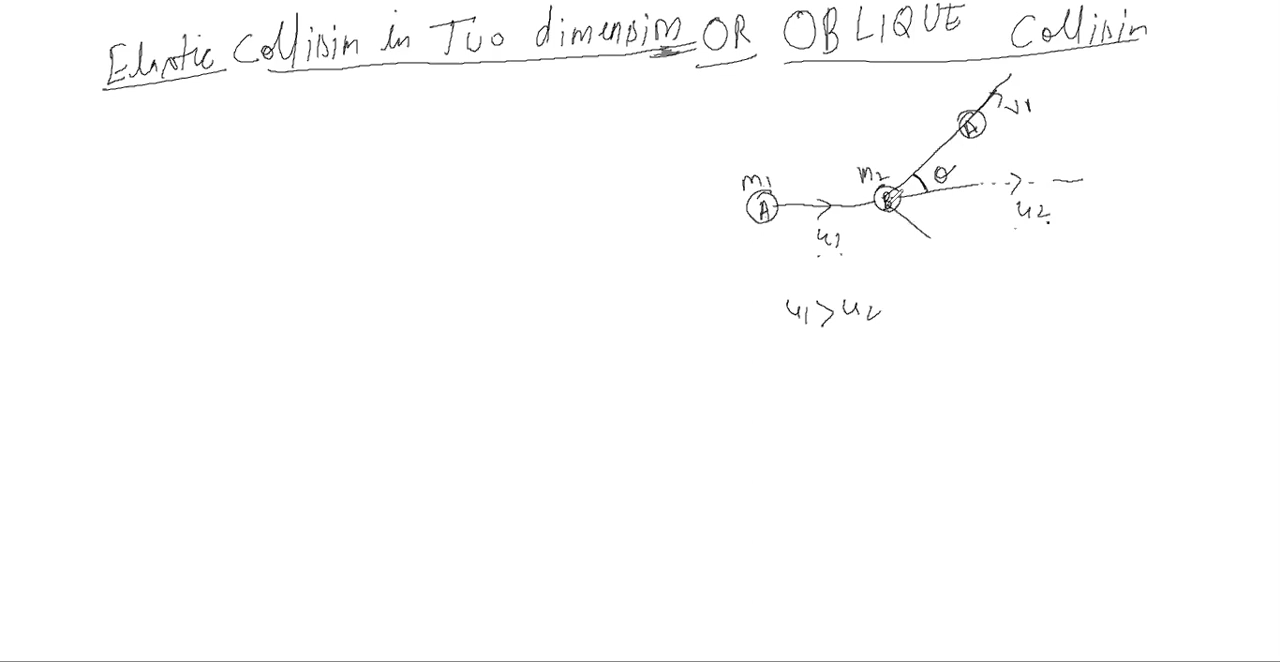 Elastic Collision in Two dimension OR OBLIQUE Collision
A
v1
m1
m2
θ
A
B
u1
u2
u1 > u2